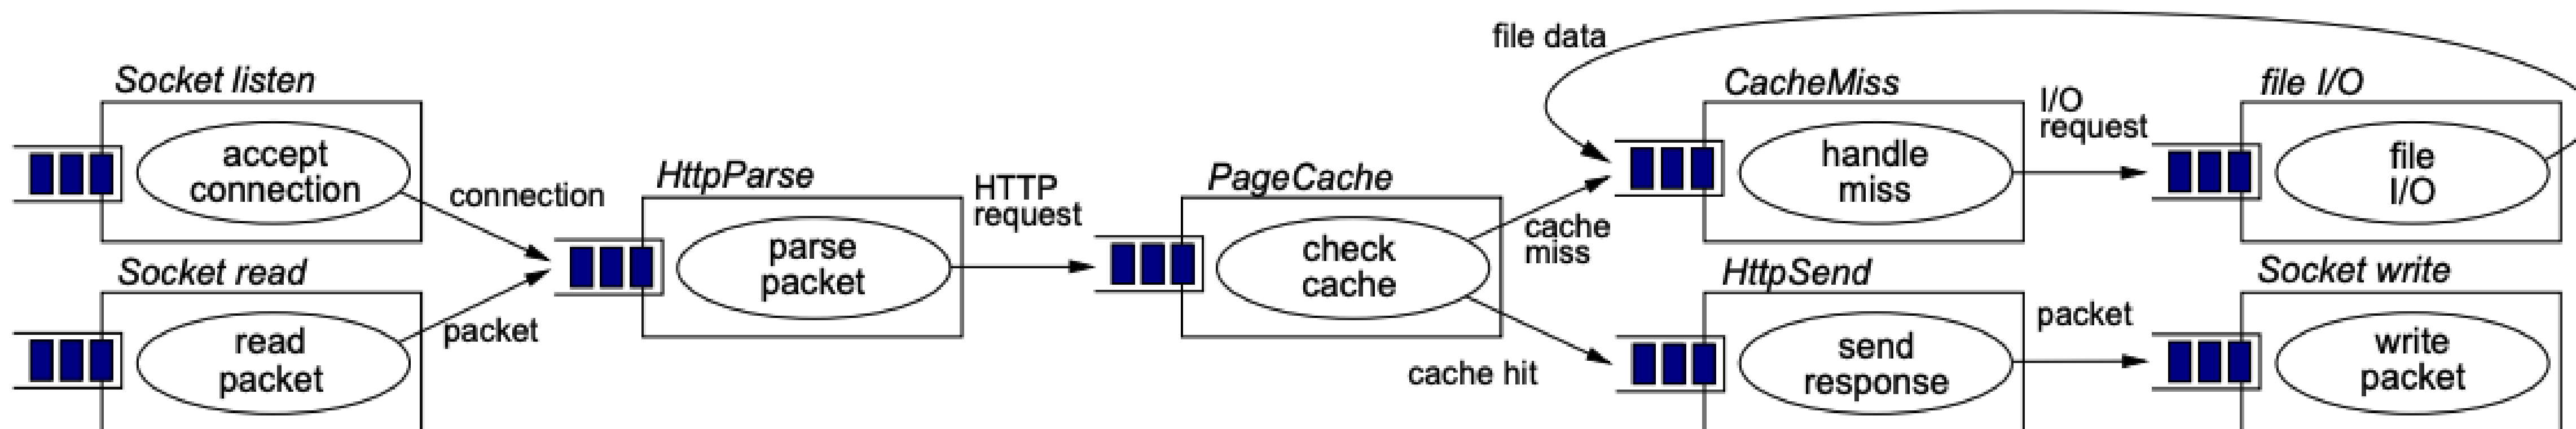 file data
Socket listen
CacheMiss
file I/O
I/O
request
accept
connection
handle
miss
file
I/O
connection
HttpParse
HTTP
request
PageCache
cache
miss
parse
packet
check
cache
Socket read
HttpSend
Socket write
packet
packet
read
packet
cache hit
send
response
write
packet